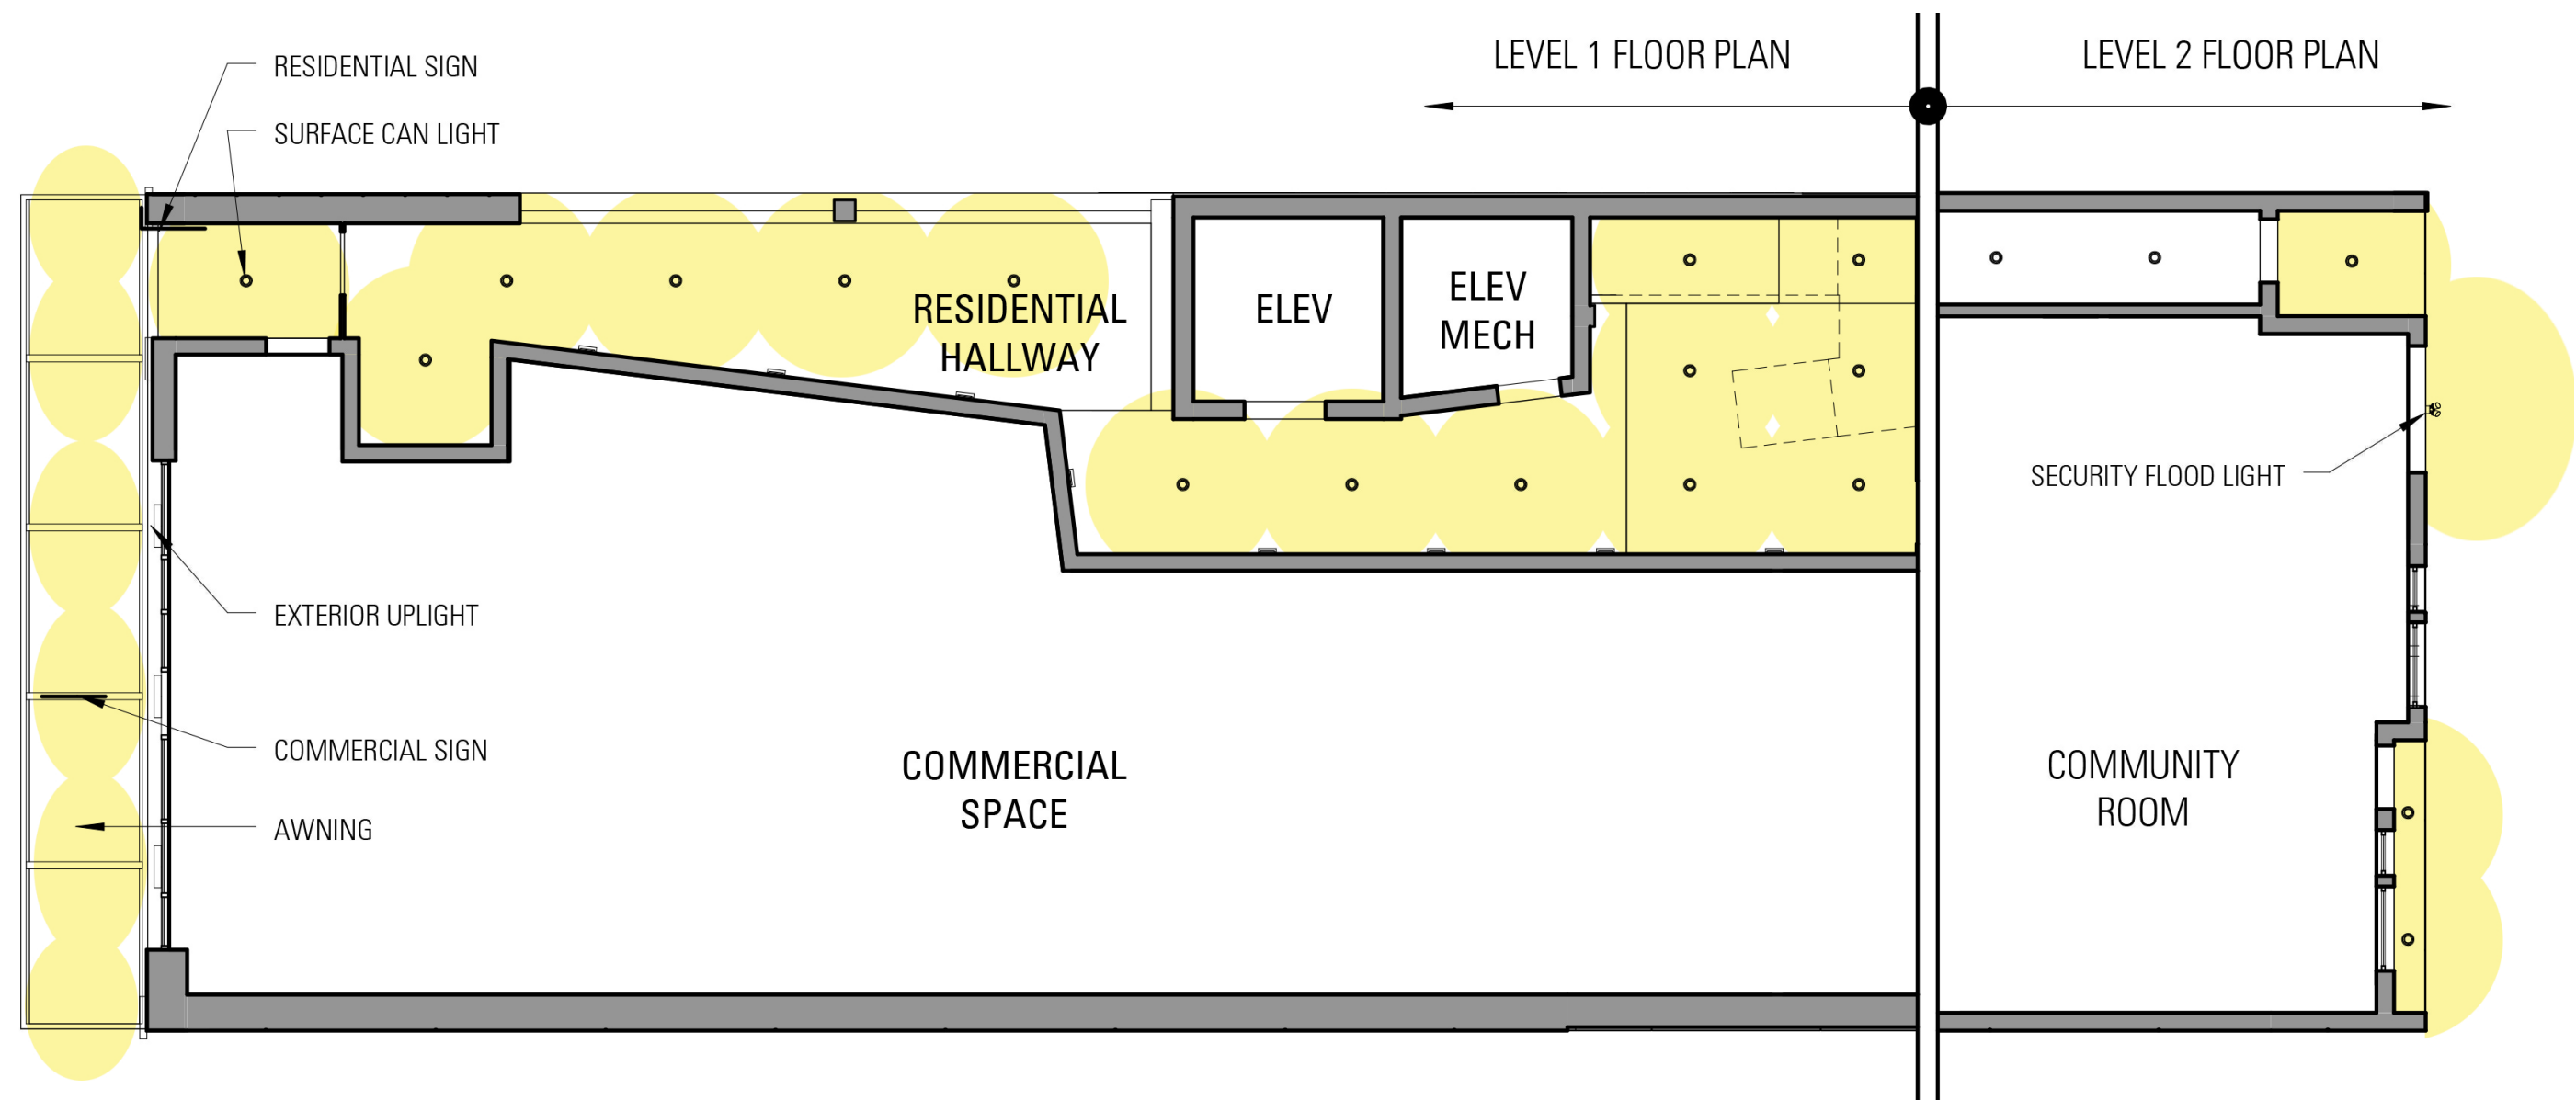 LEVEL 1 FLOOR PLAN
LEVEL 2 FLOOR PLAN
RESIDENTIAL SIGN
SURFACE CAN LIGHT
RESIDENTIAL
HALLWAY
ELEV
ELEV
MECH
SECURITY FLOOD LIGHT
EXTERIOR UPLIGHT
COMMERCIAL SIGN
AWNING
COMMERCIAL
SPACE
COMMUNITY
ROOM